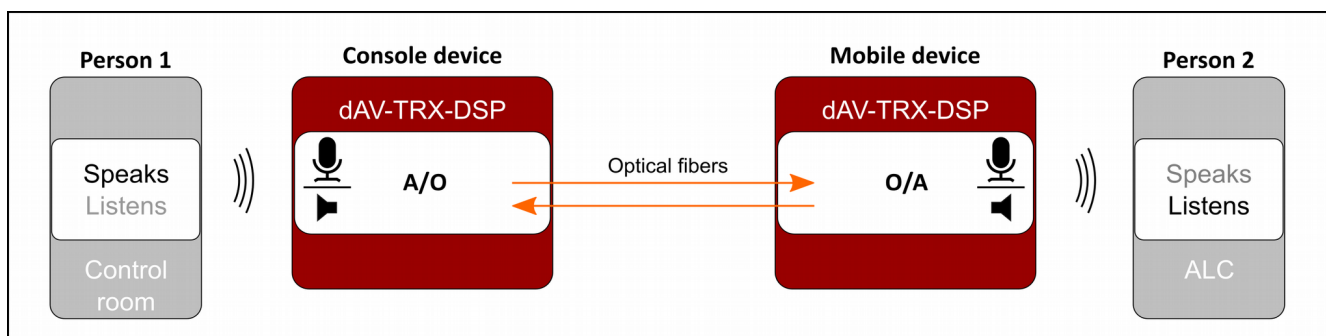 Person 1
Console device
Mobile device
Person 2
dAV-TRX-DSP
dAV-TRX-DSP
Speaks
Listens
A/O
Optical fibers
O/A
Speaks
Listens
Control
room
ALC